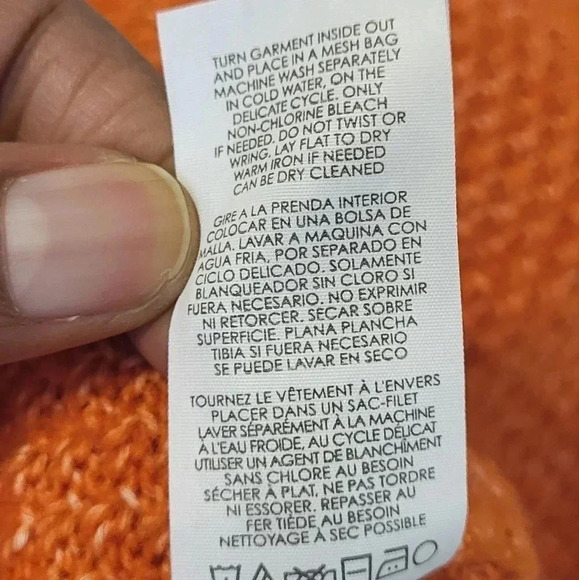 TURN GARMENT INSIDE OUT
AND PLACE IN A MESH BAG
MACHINE WASH SEPARATELY
IN COLD WATER, ON THE
DELICATE CYCLE. ONLY
NON-CHLORINE BLEACH
IF NEEDED. DO NOT TWIST OR
WRING. LAY FLAT TO DRY
WARM IRON IF NEEDED
CAN BE DRY CLEANED
GIRE A LA PRENDA INTERIOR
COLOCAR EN UNA BOLSA DE
MALLA. LAVAR A MAQUINA CON
AGUA FRIA, POR SEPARADO EN
CICLO DELICADO. SOLAMENTE
BLANQUEADOR SIN CLORO SI
FUERA NECESARIO. NO EXPRIMIR
NI RETORCER. SECAR SOBRE
SUPERFICIE. PLANA PLANCHA
TIBIA SI FUERA NECESARIO
SE PUEDE LAVAR EN SECO
TOURNEZ LE VÊTEMENT À L'ENVERS
PLACER DANS UN SAC-FILET
LAVER SÉPARÉMENT À LA MACHINE
À L'EAU FROIDE, AU CYCLE DÉLICAT
UTILISER UN AGENT DE BLANCHIMENT
SANS CHLORE AU BESOIN
SÉCHER À PLAT, NE PAS TORDRE
NI ESSORER. REPASSER AU
FER TIÈDE AU BESOIN
NETTOYAGE À SEC POSSIBLE